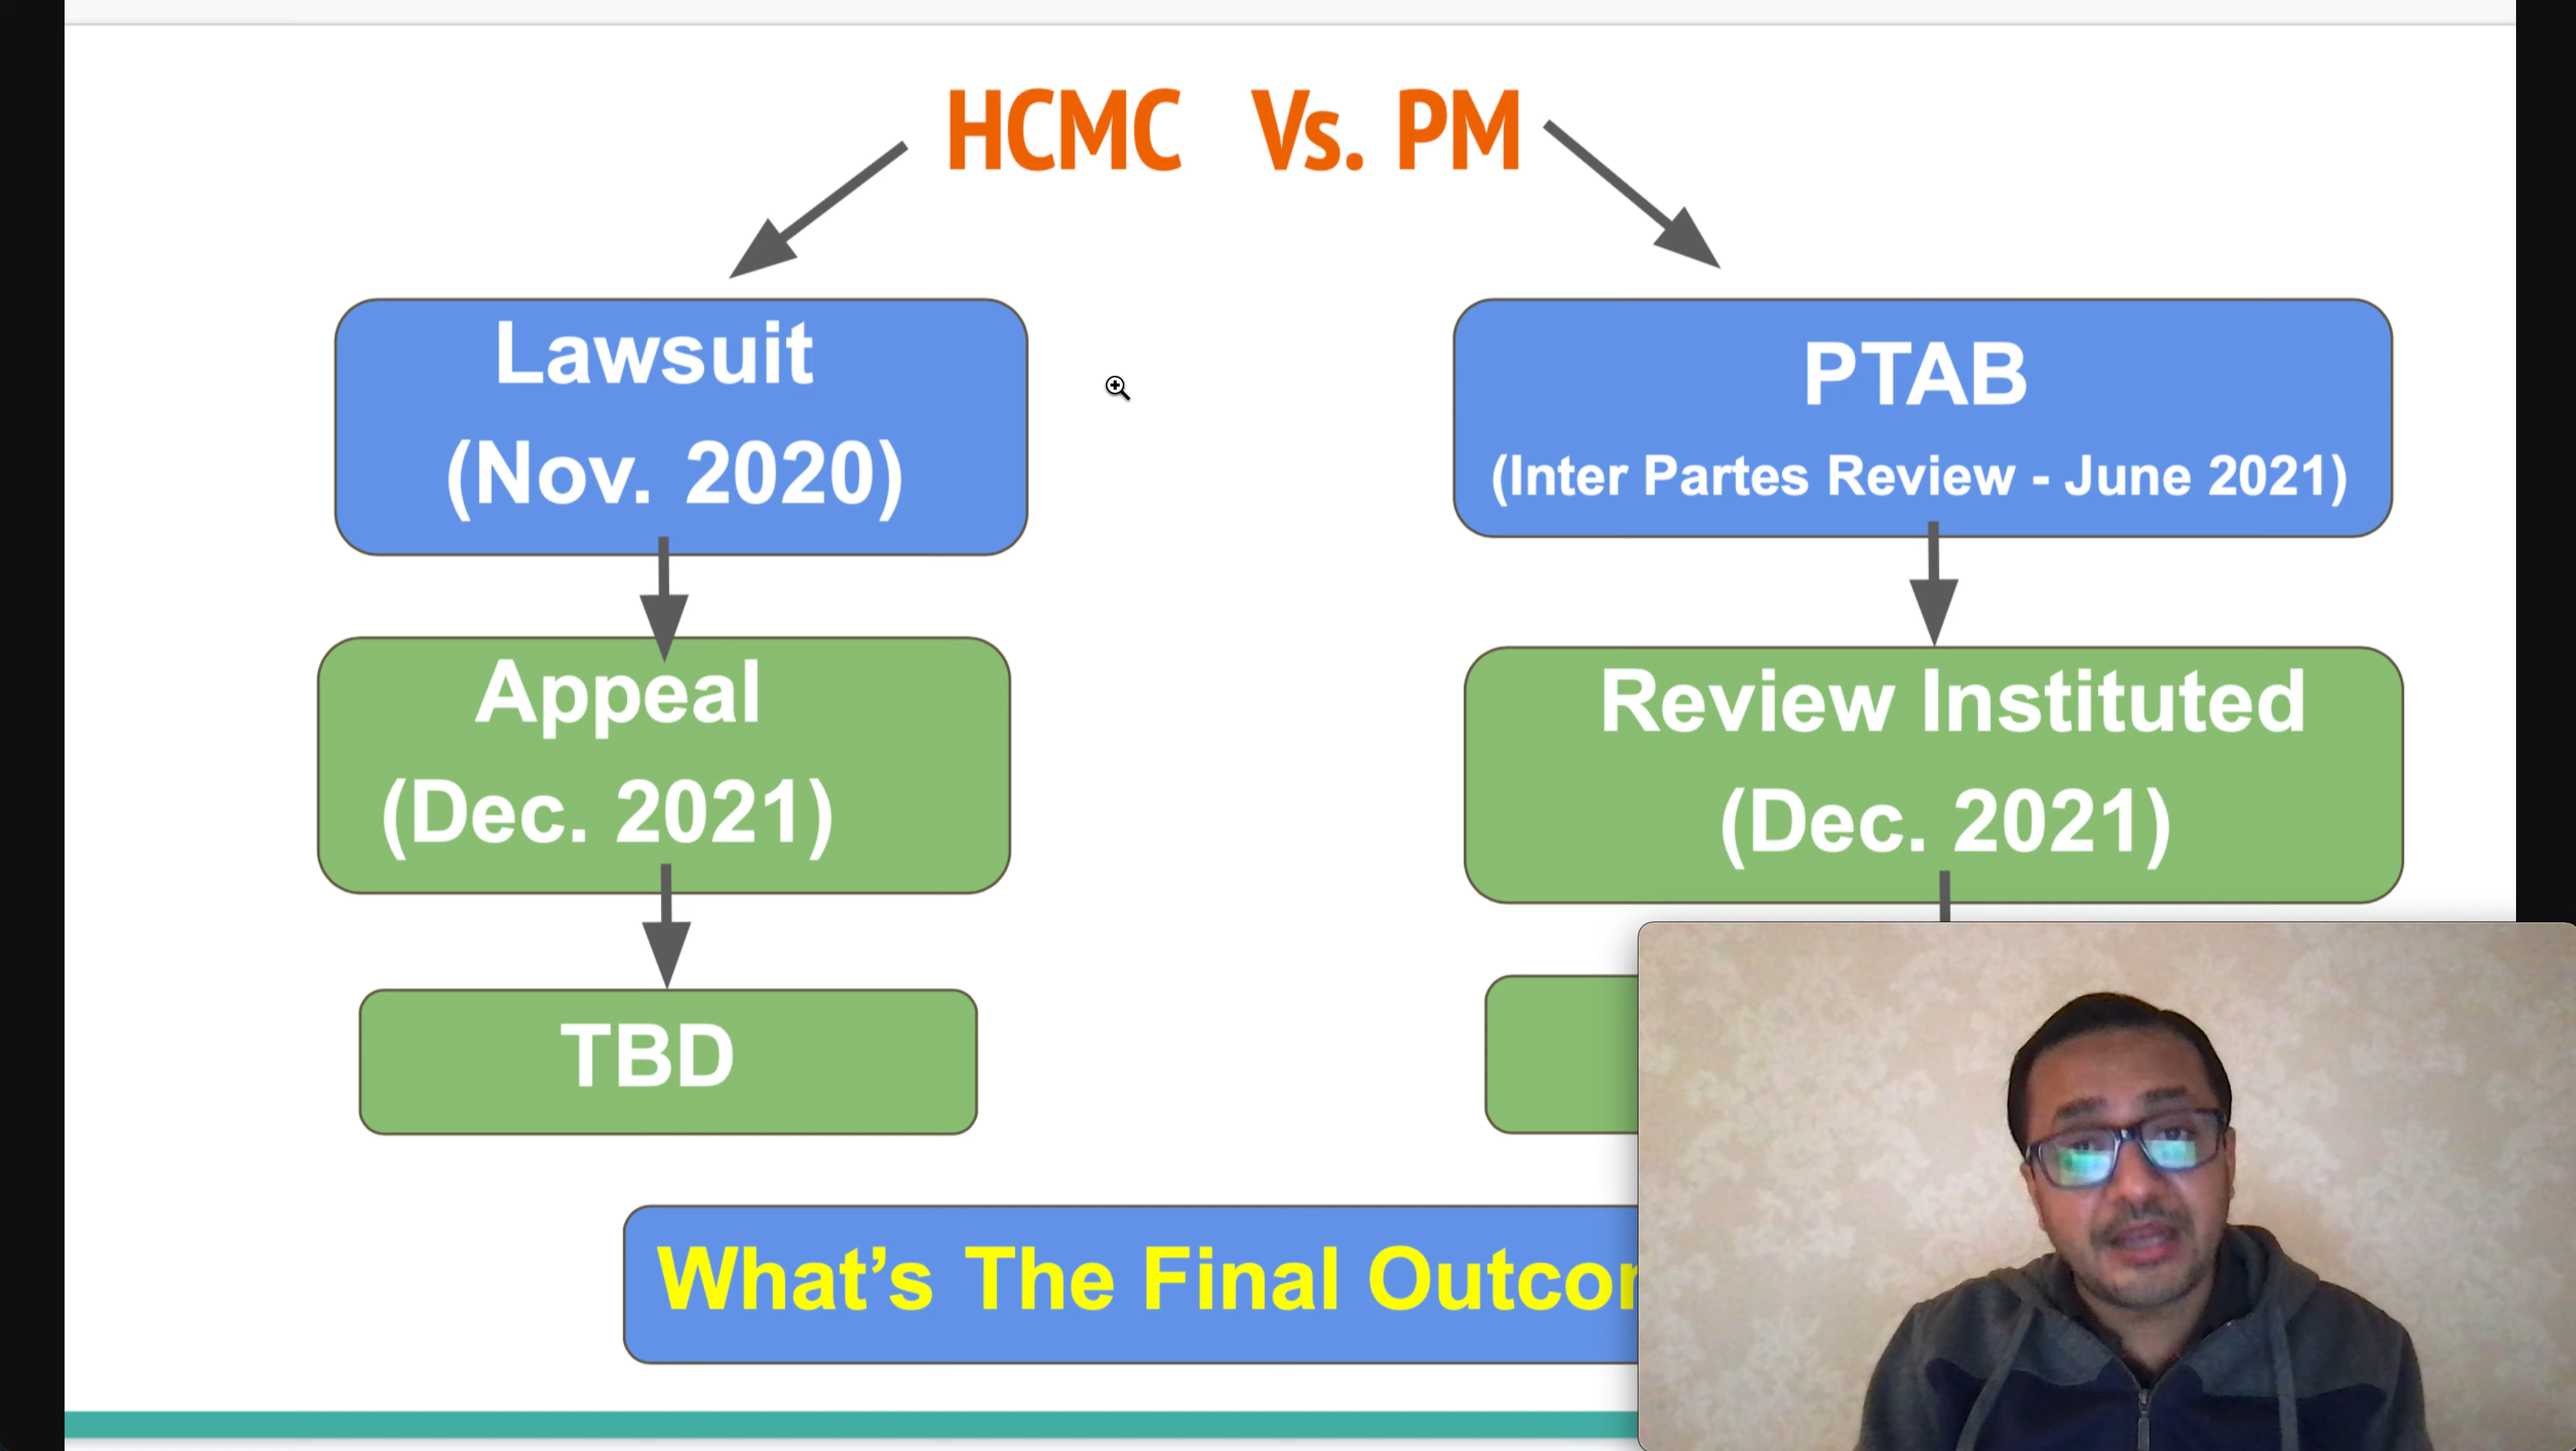 HCMC Vs. PM
Lawsuit
(Nov. 2020)
PTAB
(Inter Partes Review - June 2021)
Appeal
(Dec. 2021)
Review Instituted
(Dec. 2021)
TBD
What's The Final